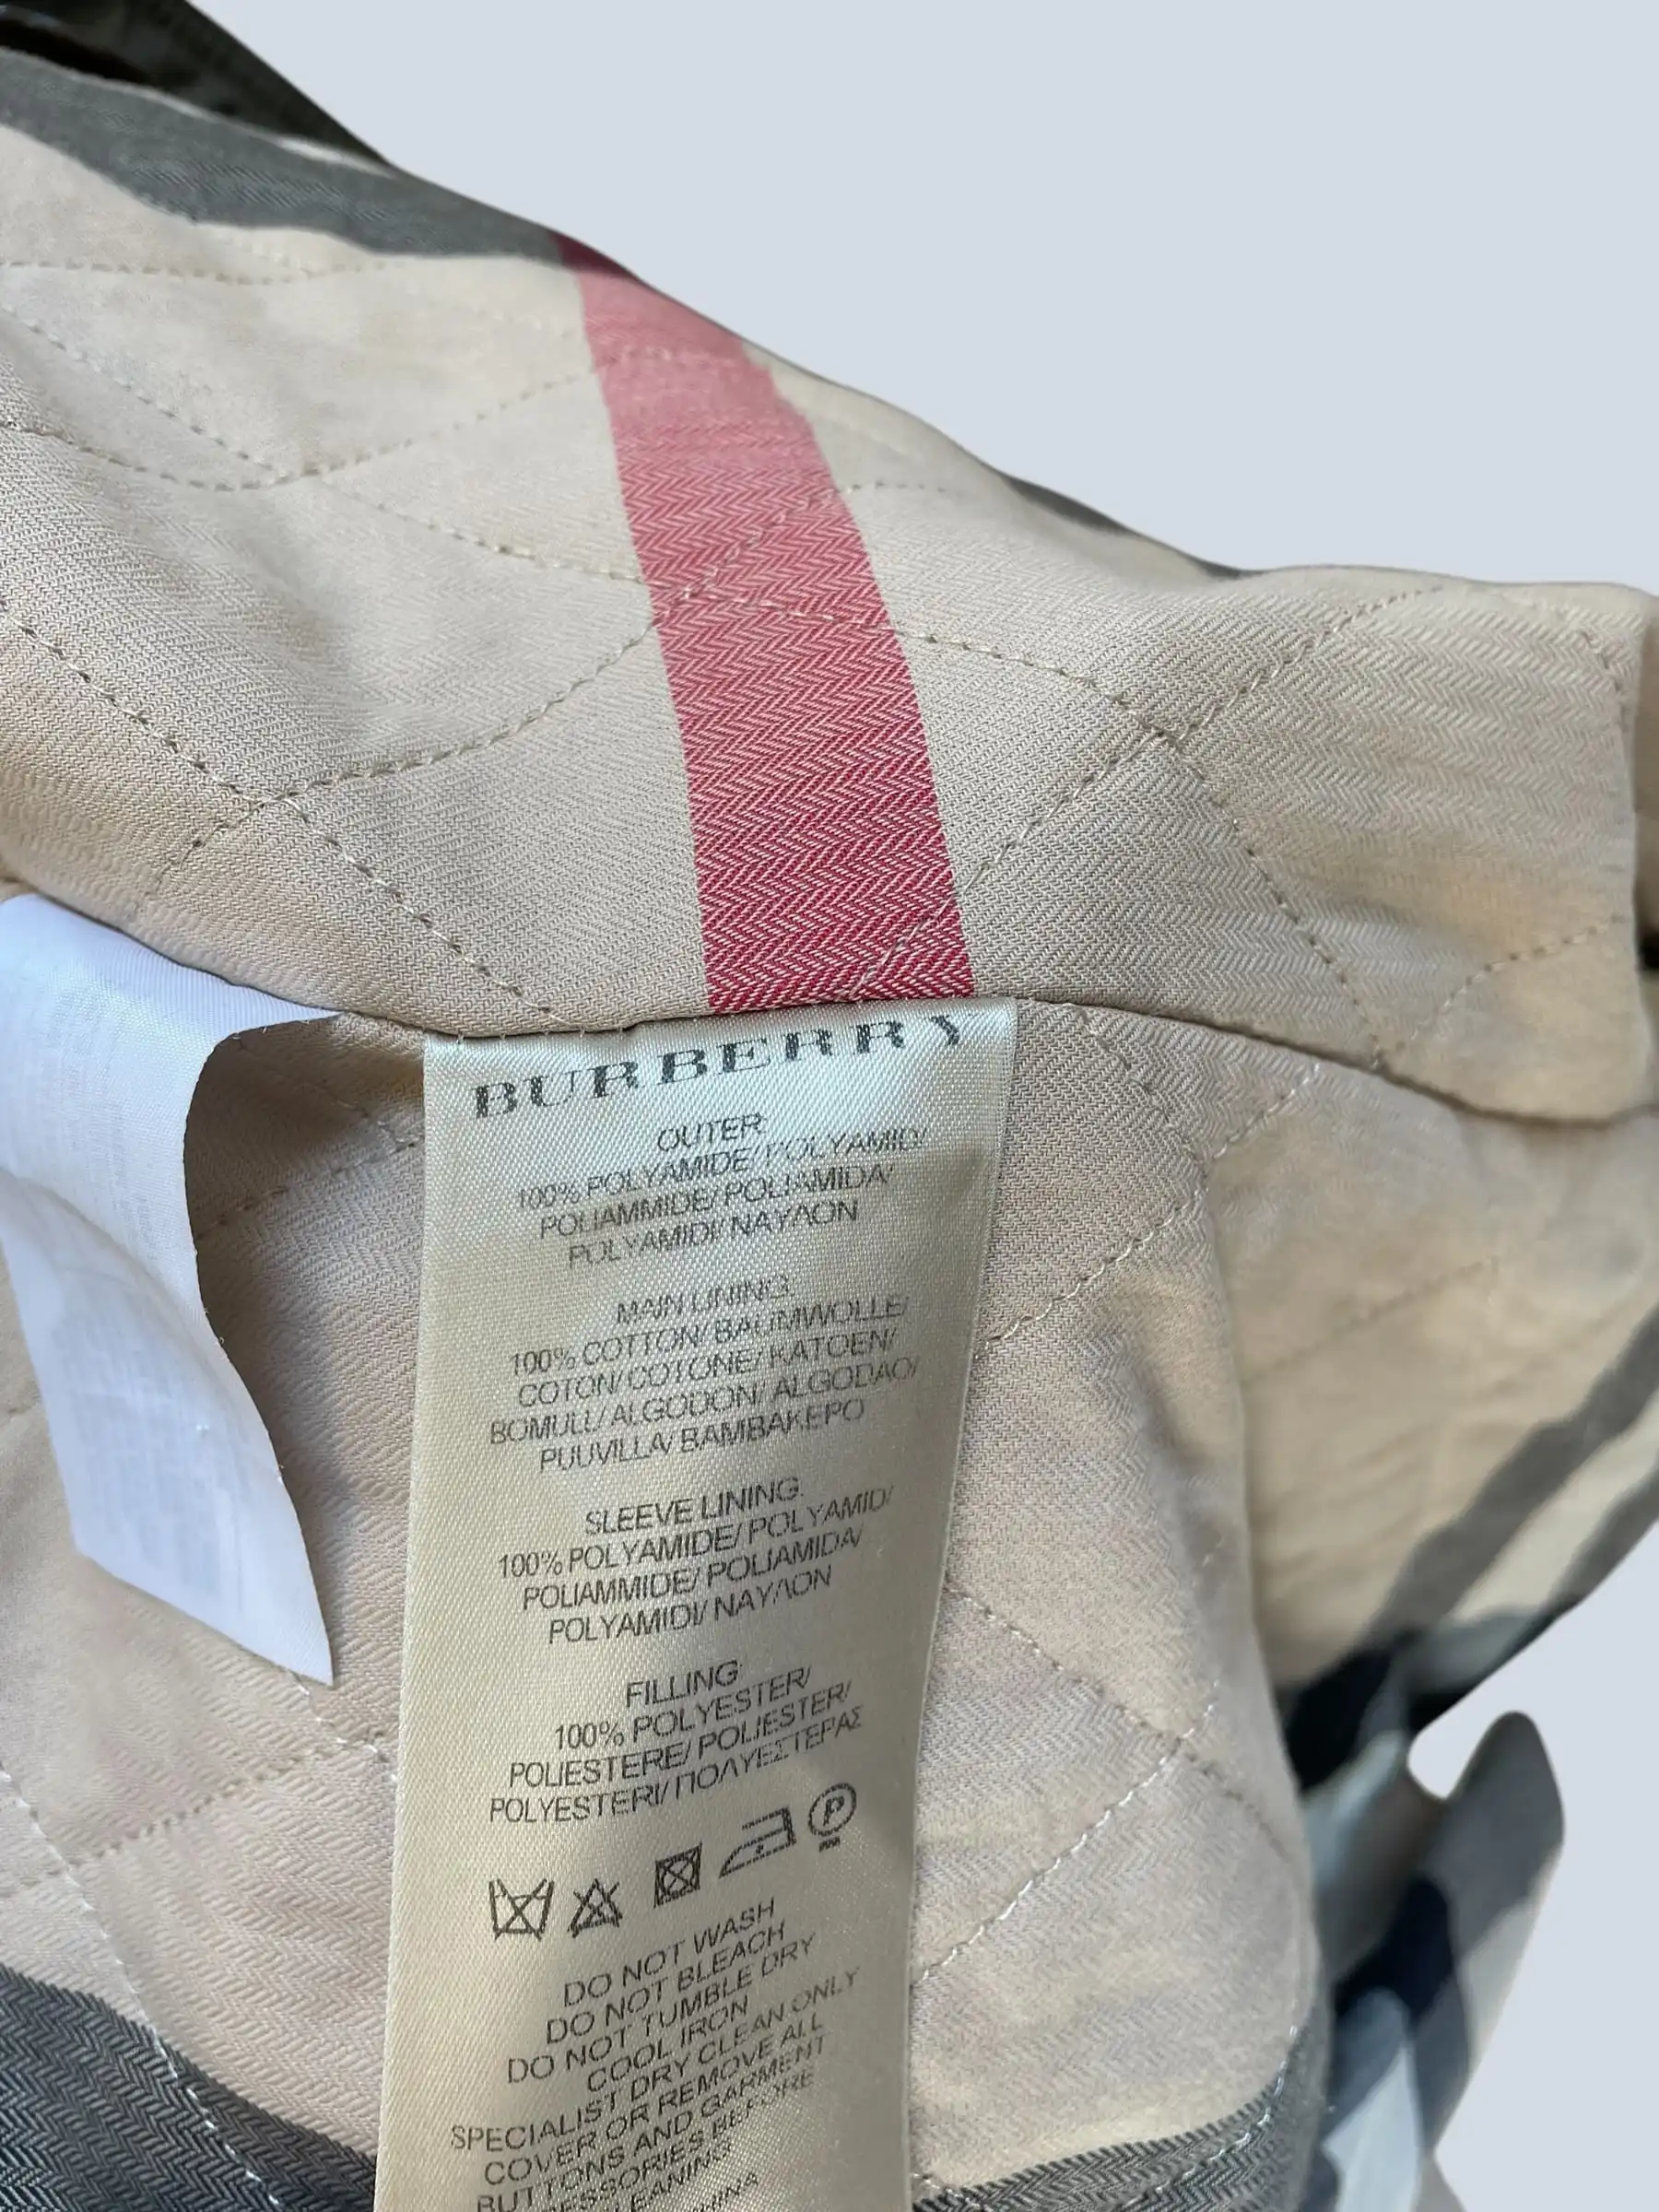 BURBERRY
OUTER:
100% POLYAMIDE/ POLYAMID/
POLIAMMIDE/ POLIAMIDA/
POLYAMIDI/ ΝΑΥΛΟΝ
MAIN LINING:
100% COTTON/ BAUMWOLLE/
COTON/ COTONE/ KATOEN/
BOMULL/ ALGODON/ ALGODAO/
PUUVILLA/ ΒΑΜΒΑΚΕΡΟ
SLEEVE LINING:
100% POLYAMIDE/ POLYAMID/
POLIAMMIDE/ POLIAMIDA/
POLYAMIDI/ ΝΑΥΛΟΝ
FILLING:
100% POLYESTER/
POLIESTERE/ POLIESTER/
POLYESTERI/ ΠΟΛΥΕΣΤΕΡΑΣ
P
DO NOT WASH
DO NOT BLEACH
DO NOT TUMBLE DRY
COOL IRON
SPECIALIST DRY CLEAN ONLY
COVER OR REMOVE ALL
BUTTONS AND GARMENT
BEFORE